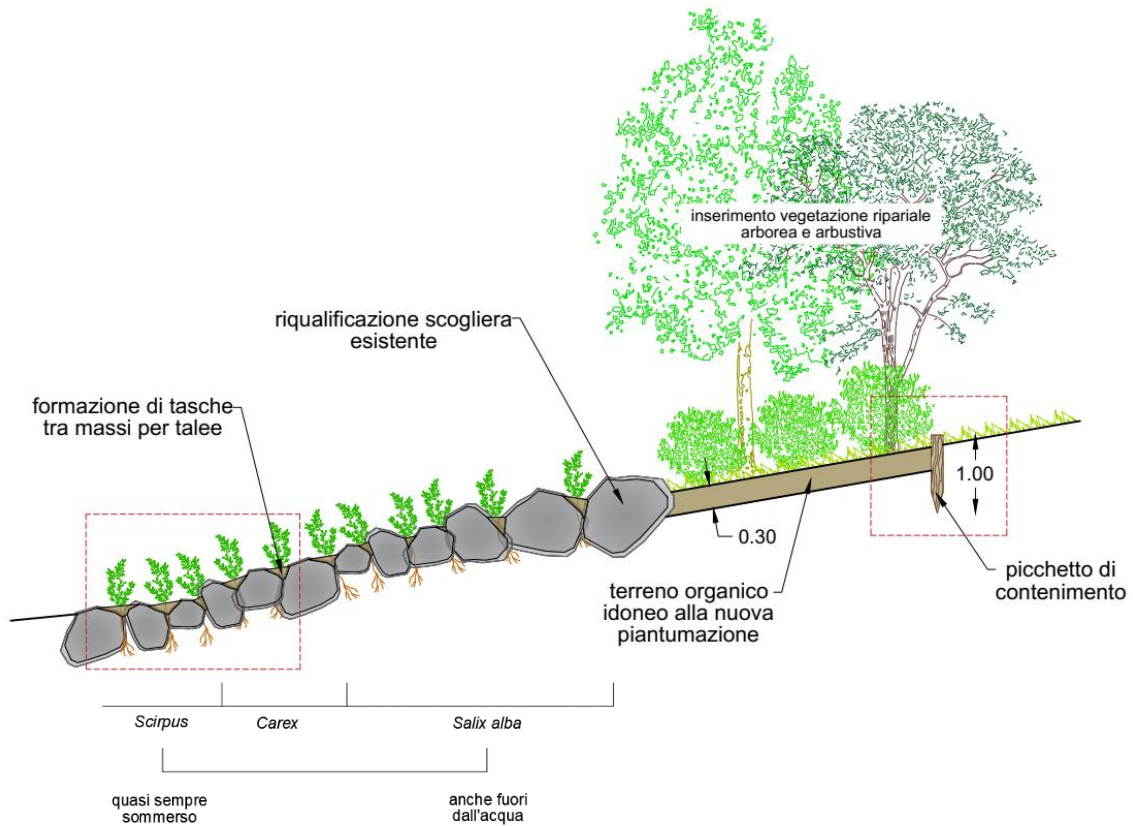 inserimento vegetazione ripariale
arborea e arbustiva
riqualificazione scogliera
esistente
formazione di tasche
tra massi per talee
1.00
0.30
picchetto di
contenimento
terreno organico
idoneo alla nuova
piantumazione
Scirpus
Carex
Salix alba
quasi sempre
sommerso
anche fuori
dall'acqua